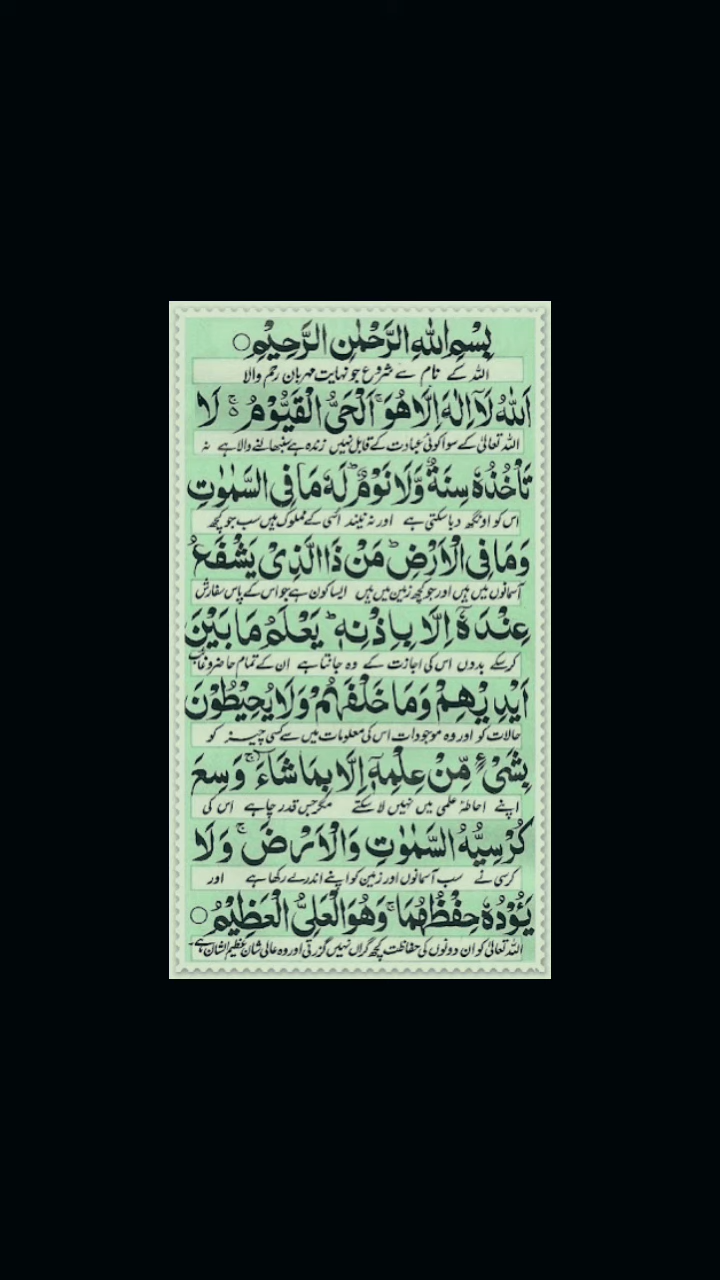 بِسْمِ اللّٰهِ الرَّحْمٰنِ الرَّحِيْمِ ○
اللہ کے نام سے شروع جو نہایت مہربان رحم والا
اَللّٰهُ لَاۤ اِلٰهَ اِلَّا هُوَ ۚ اَلْحَیُّ الْقَیُّوْمُ ۚ۬ لَا
اللہ تعالیٰ کے سوا کوئی عبادت کے قابل نہیں زندہ ہے سنبھالنے والا ہے نہ
تَاْخُذُهٗ سِنَةٌ وَّلَا نَوْمٌ ؕ لَهٗ مَا فِی السَّمٰوٰتِ
اس کو اونگھ دبا سکتی ہے اور نہ نیند اسی کے مملوک ہیں سب جو کچھ
وَمَا فِی الْاَرْضِ ؕ مَنْ ذَا الَّذِیْ یَشْفَعُ
آسمانوں میں ہیں اور جو کچھ زمین میں ہیں ایسا کون ہے جو اس کے پاس سفارش
عِنْدَهٗۤ اِلَّا بِاِذْنِهٖ ؕ یَعْلَمُ مَا بَیْنَ
کر سکے بدوں اس کی اجازت کے وہ جانتا ہے ان کے تمام حاضر و غائب
اَیْدِیْهِمْ وَمَا خَلْفَهُمْ ۚ وَلَا یُحِیْطُوْنَ
حالات کو اور وہ موجودات اس کی معلومات میں سے کسی چیز کو
بِشَیْءٍ مِّنْ عِلْمِهٖۤ اِلَّا بِمَا شَآءَ ۚ وَسِعَ
اپنے احاطۂ علمی میں نہیں لا سکتے مگر جس قدر چاہے اس کی
كُرْسِیُّهُ السَّمٰوٰتِ وَالْاَرْضَ ۚ وَلَا
کرسی نے سب آسمانوں اور زمین کو اپنے اندر لے رکھا ہے اور
یَـُٔوْدُهٗ حِفْظُهُمَا ۚ وَهُوَ الْعَلِیُّ الْعَظِیْمُ ○
اللہ تعالیٰ کو ان دونوں کی حفاظت کچھ گراں نہیں گزرتی اور وہ عالی شان عظیم الشان ہے۔